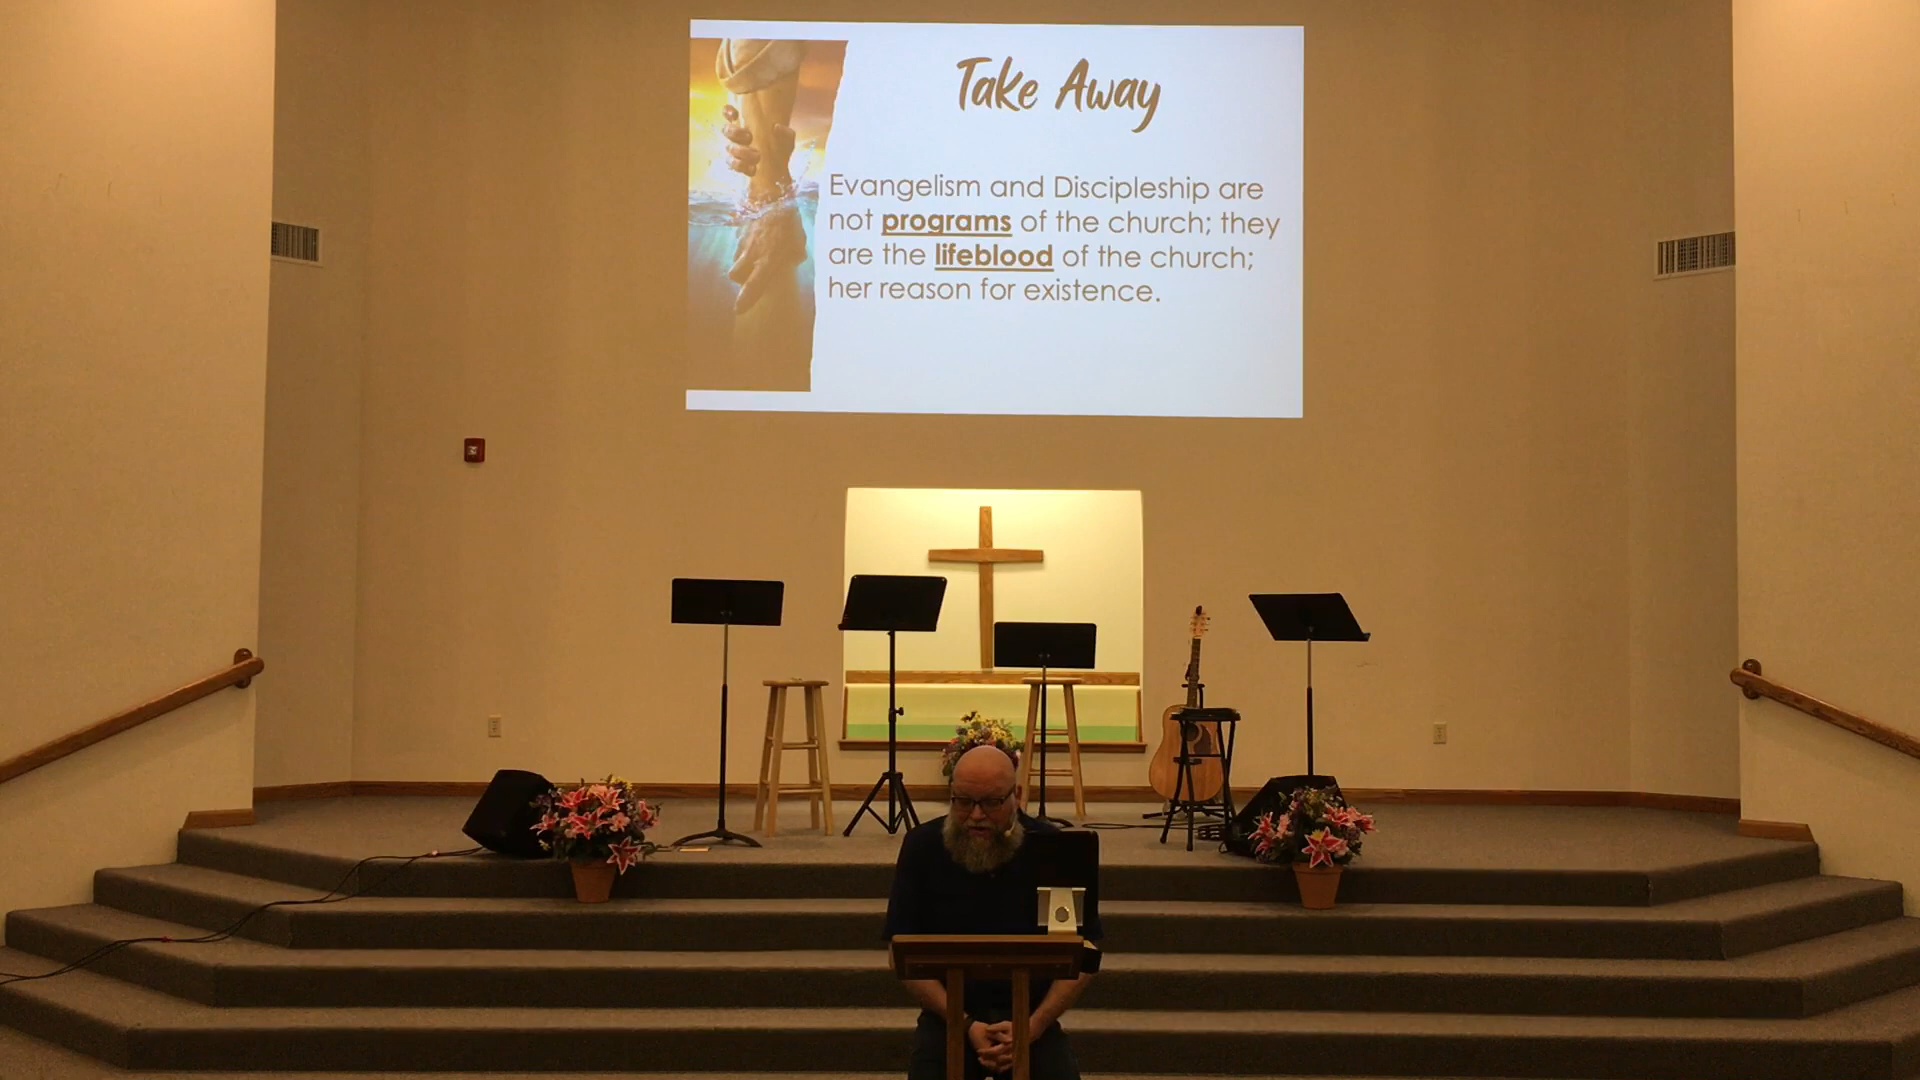 Take Away
Evangelism and Discipleship are
not programs of the church; they
are the lifeblood of the church;
her reason for existence.